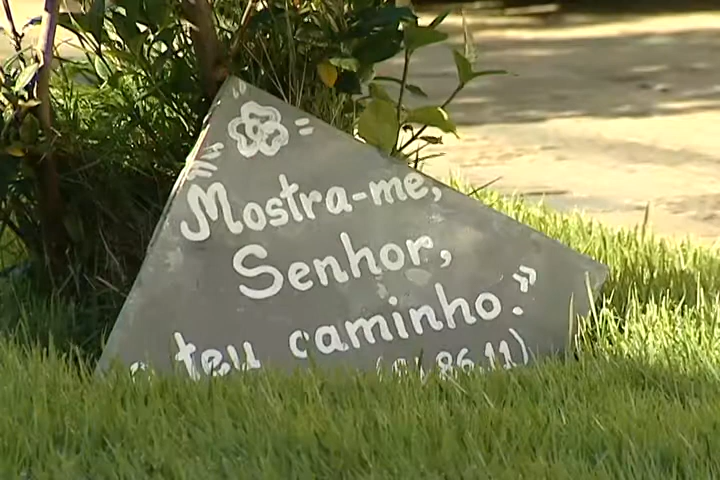 "Mostra-me,
Senhor,
teu caminho."
86.11)